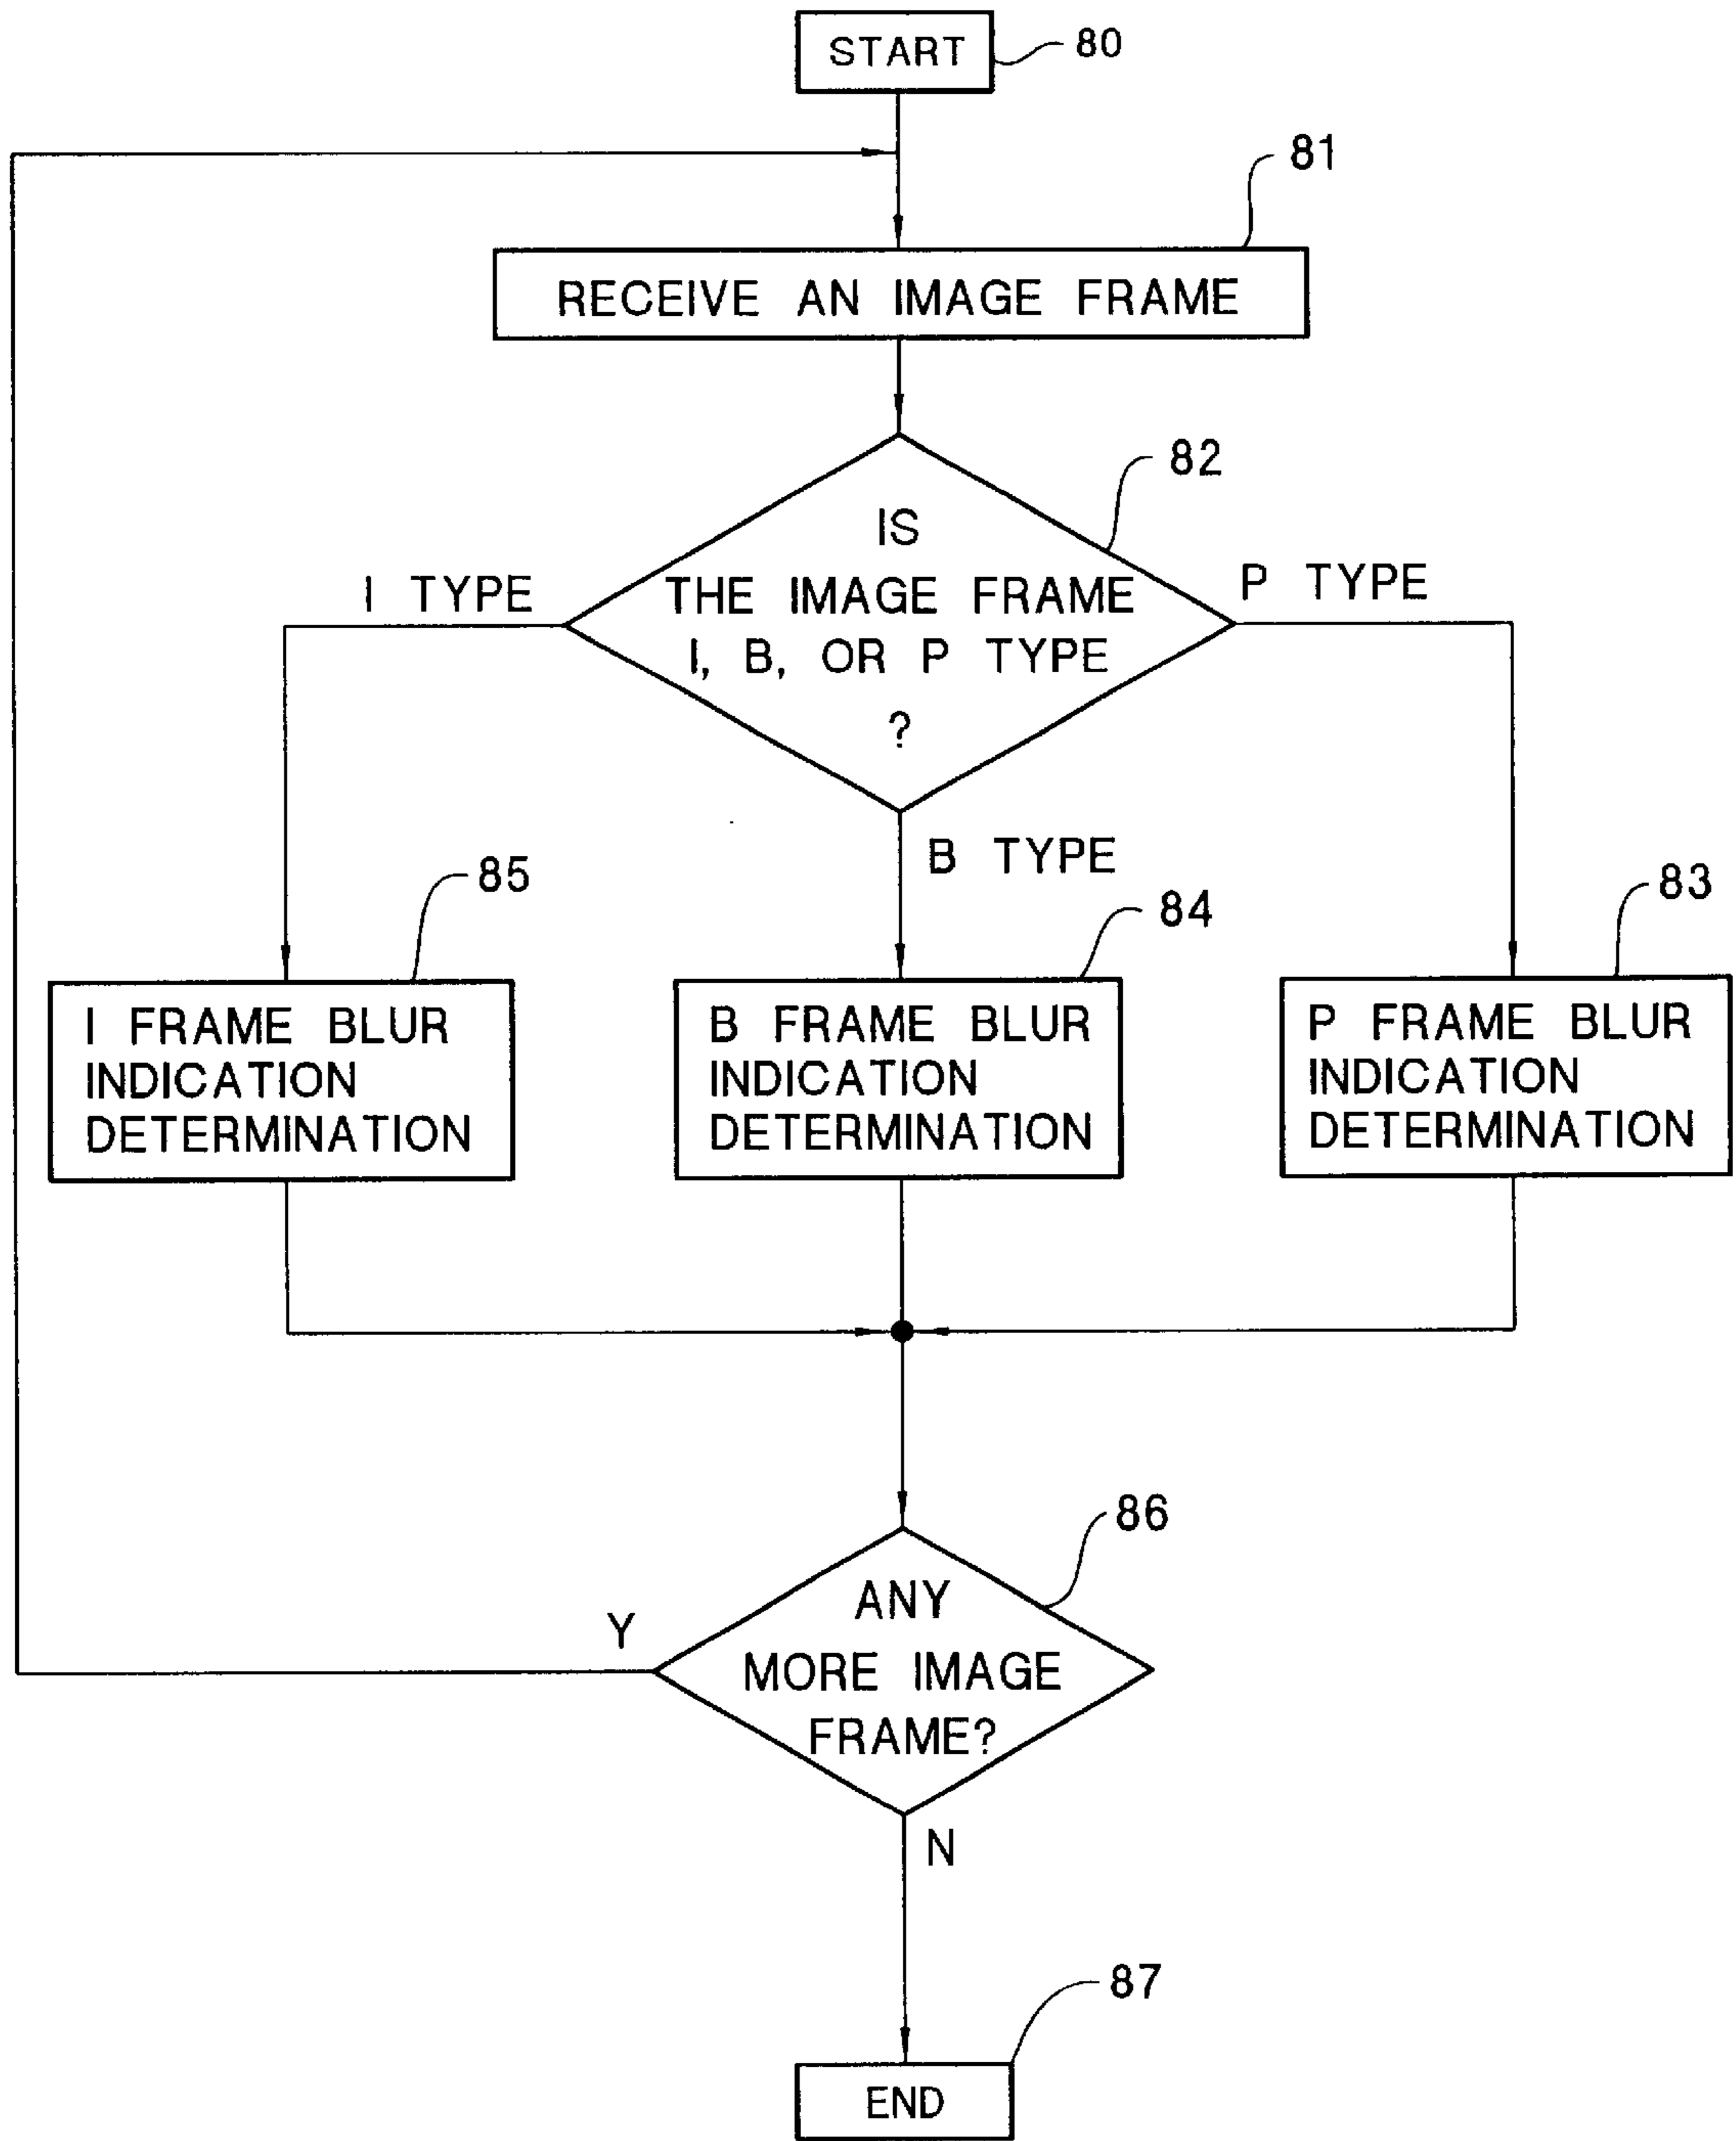 START
80
81
RECEIVE AN IMAGE FRAME
82
IS
THE IMAGE FRAME
I, B, OR P TYPE
?
I TYPE
P TYPE
B TYPE
85
84
83
I FRAME BLUR
INDICATION
DETERMINATION
B FRAME BLUR
INDICATION
DETERMINATION
P FRAME BLUR
INDICATION
DETERMINATION
86
ANY
MORE IMAGE
FRAME?
Y
N
87
END